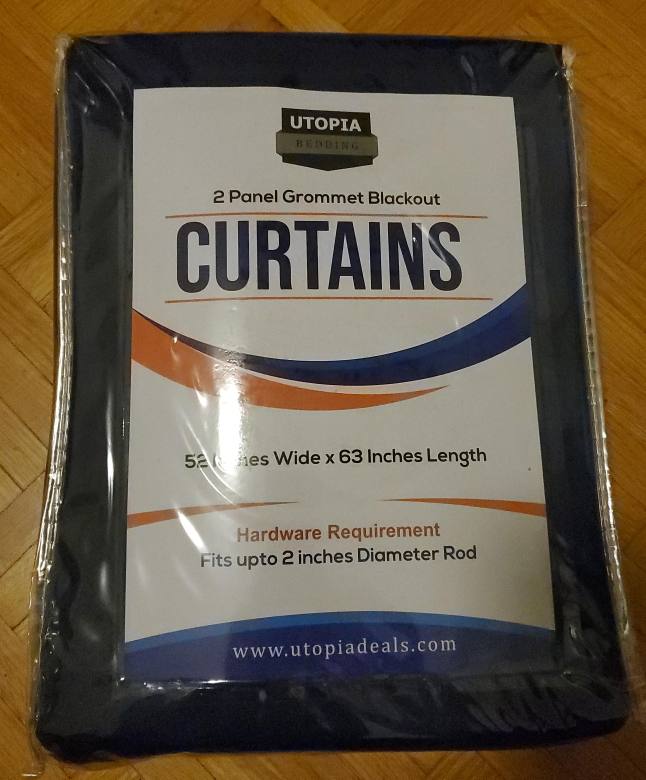 UTOPIA
BEDDING
2 Panel Grommet Blackout
CURTAINS
52 Inches Wide x 63 Inches Length
Hardware Requirement
Fits upto 2 inches Diameter Rod
www.utopiadeals.com